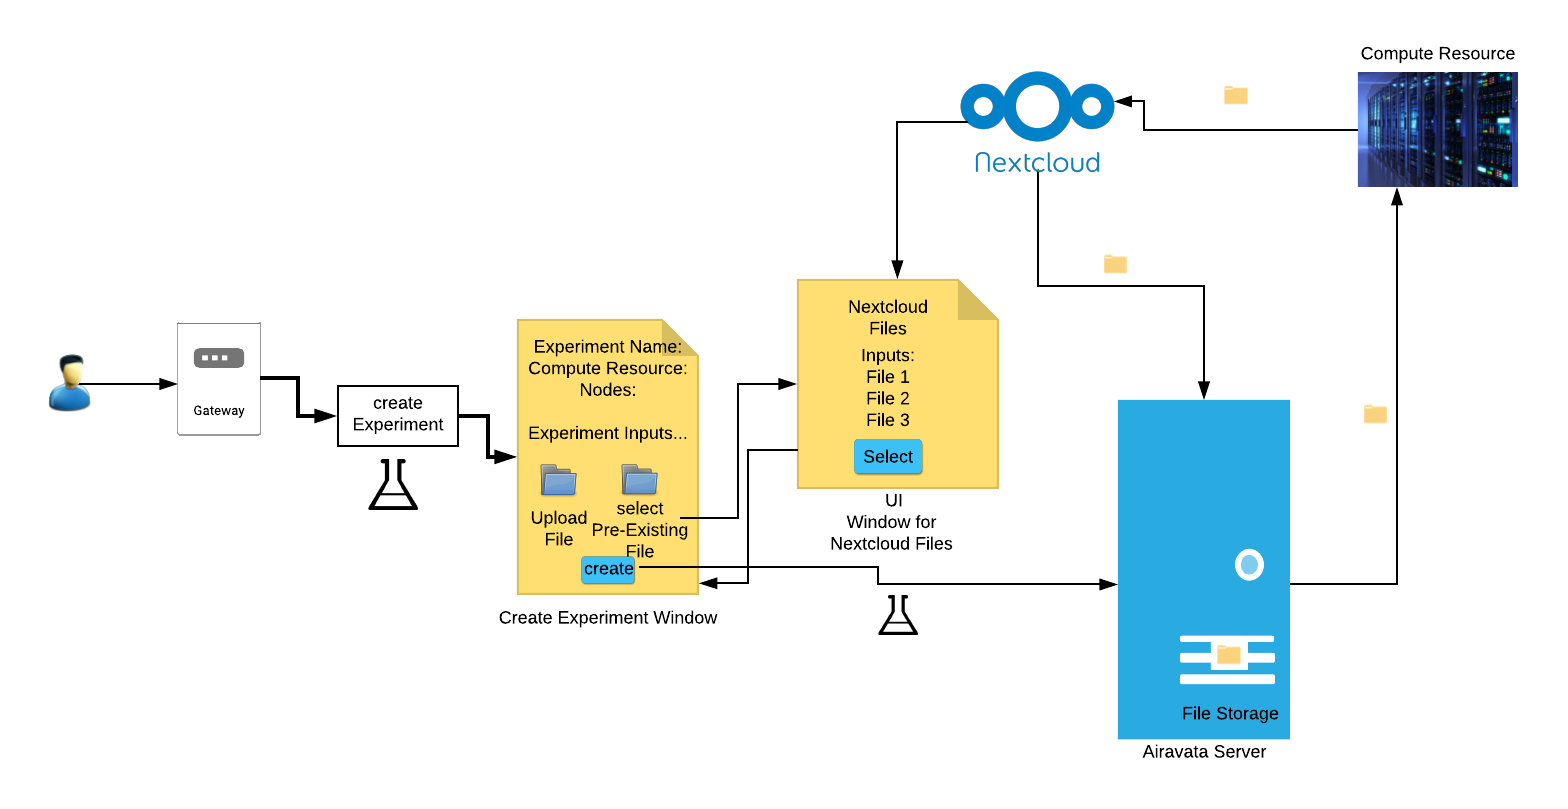 Compute Resource
Nextcloud
Nextcloud
Files
Inputs:
File 1
File 2
File 3
Select
UI
Window for
Nextcloud Files
Gateway
create
Experiment
Experiment Name:
Compute Resource:
Nodes:
Experiment Inputs...
Upload
File
select
Pre-Existing
File
create
Create Experiment Window
File Storage
Airavata Server